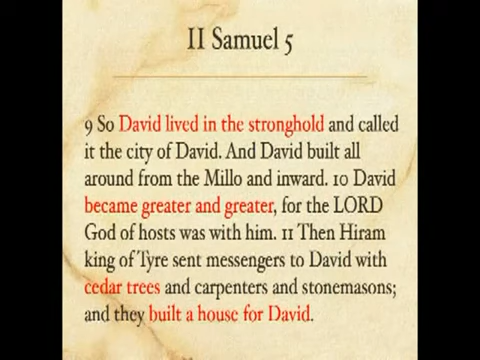 II Samuel 5
9 So David lived in the stronghold and called
it the city of David. And David built all
around from the Millo and inward. 10 David
became greater and greater, for the LORD
God of hosts was with him. 11 Then Hiram
king of Tyre sent messengers to David with
cedar trees and carpenters and stonemasons;
and they built a house for David.